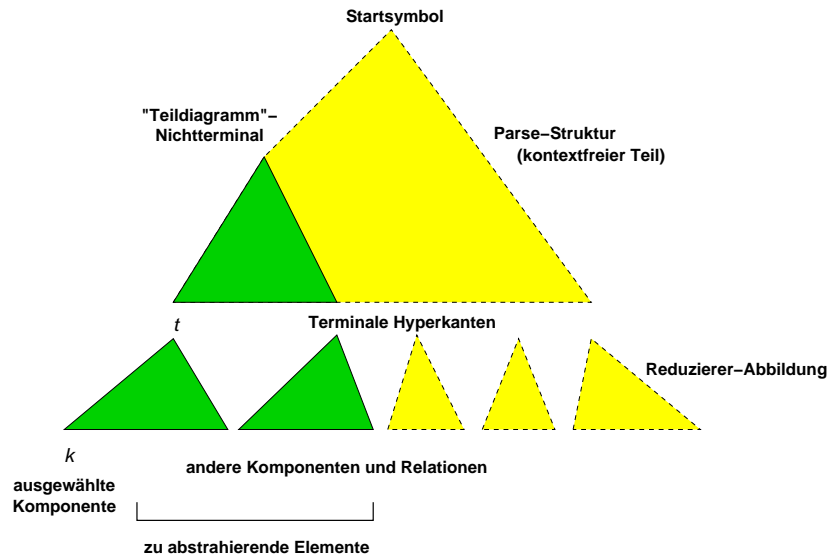 Startsymbol
"Teildiagramm"–
Nichtterminal
Parse–Struktur
(kontextfreier Teil)
t
Terminale Hyperkanten
Reduzierer–Abbildung
k
ausgewählte
Komponente
andere Komponenten und Relationen
zu abstrahierende Elemente